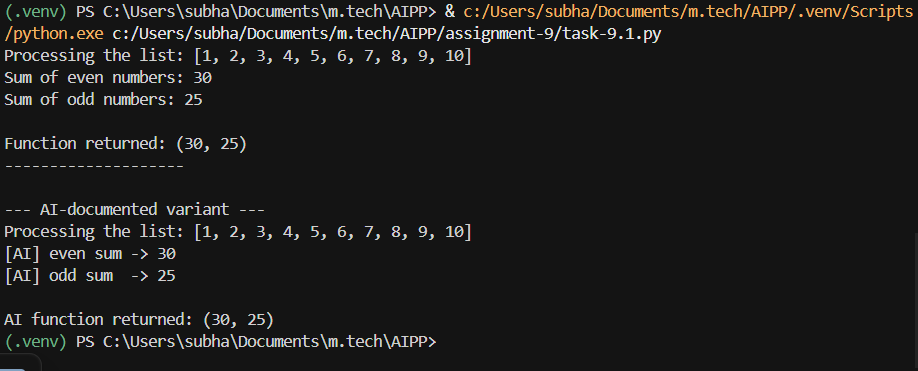 (.venv) PS C:\Users\subha\Documents\m.tech\AIPP> & c:/Users/subha/Documents/m.tech/AIPP/.venv/Scripts
/python.exe c:/Users/subha/Documents/m.tech/AIPP/assignment-9/task-9.1.py
Processing the list: [1, 2, 3, 4, 5, 6, 7, 8, 9, 10]
Sum of even numbers: 30
Sum of odd numbers: 25

Function returned: (30, 25)
--------------------

--- AI-documented variant ---
Processing the list: [1, 2, 3, 4, 5, 6, 7, 8, 9, 10]
[AI] even sum -> 30
[AI] odd sum  -> 25

AI function returned: (30, 25)
(.venv) PS C:\Users\subha\Documents\m.tech\AIPP>